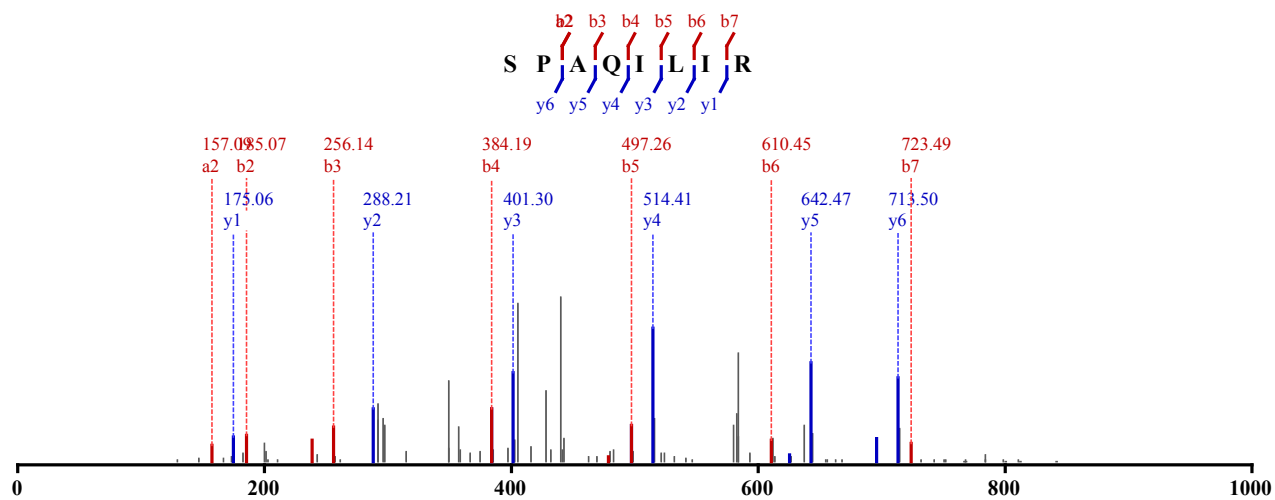 a2 b2 b3 b4 b5 b6 b7
S P A Q I L I R
y6 y5 y4 y3 y2 y1
157.09 185.07 256.14 384.19 497.26 610.45 723.49
a2 b2 b3 b4 b5 b6 b7
175.06 288.21 401.30 514.41 642.47 713.50
y1 y2 y3 y4 y5 y6
0 200 400 600 800 1000